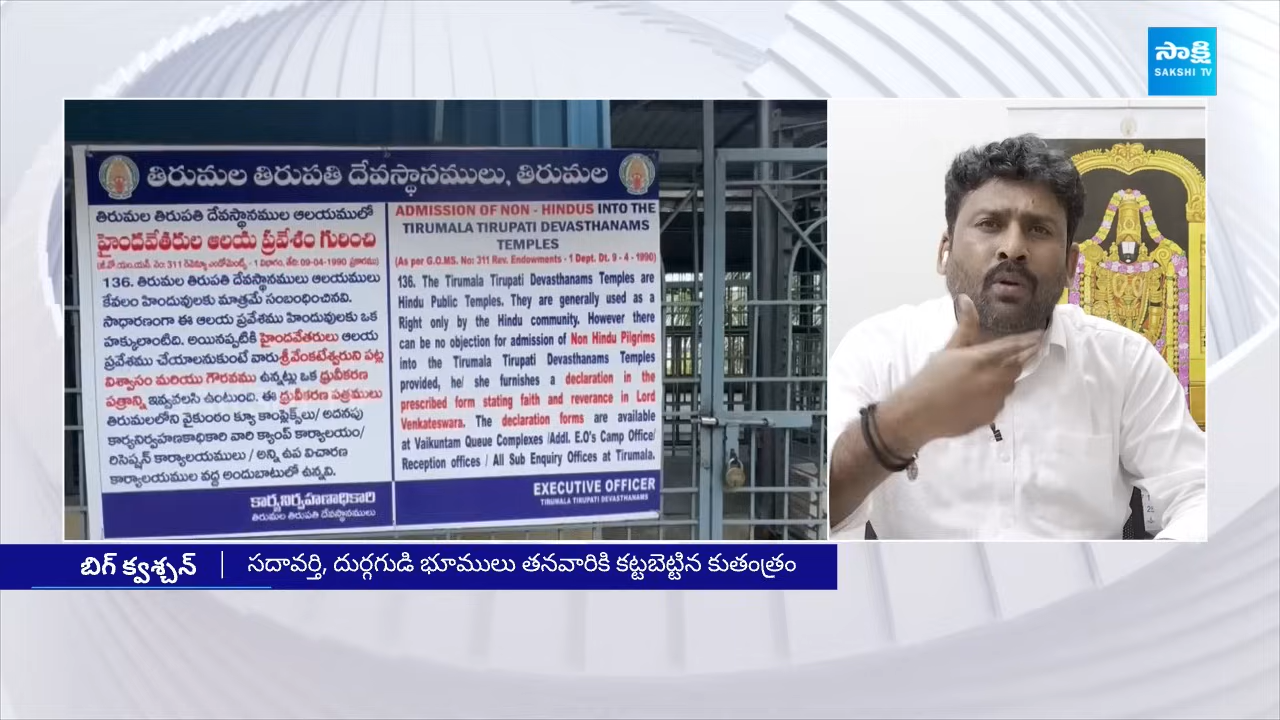 సాక్షి
SAKSHI TV
తిరుమల తిరుపతి దేవస్థానములు, తిరుమల
తిరుమల తిరుపతి దేవస్థానముల ఆలయములో
హైందవేతరుల ఆలయ ప్రవేశం గురించి
(జీ.వో.యం.యస్. నెం: 311 రెవెన్యూ ఎండోమెంట్స్ - 1 విభాగం, తేది: 09-04-1990 ప్రకారము)
136. తిరుమల తిరుపతి దేవస్థానములు ఆలయములు
కేవలం హిందువులకు మాత్రమే సంబంధించినవి.
సాధారణంగా ఈ ఆలయ ప్రవేశము హిందువులకు ఒక
హక్కులాంటిది. అయినప్పటికి హైందవేతరులు ఆలయ
ప్రవేశము చేయాలనుకుంటే వారు శ్రీవేంకటేశ్వరుని పట్ల
విశ్వాసం మరియు గౌరవము ఉన్నట్లు ఒక ధ్రువీకరణ
పత్రాన్ని ఇవ్వవలసి ఉంటుంది. ఈ ధ్రువీకరణ పత్రములు
తిరుమలలోని వైకుంఠం క్యూ కాంప్లెక్స్‌లు/ అదనపు
కార్యనిర్వహణాధికారి వారి క్యాంప్ కార్యాలయం/
రిసెప్షన్ కార్యాలయములు / అన్ని ఉప విచారణ
కార్యాలయముల వద్ద అందుబాటులో ఉన్నవి.
కార్యనిర్వహణాధికారి
తిరుమల తిరుపతి దేవస్థానములు
ADMISSION OF NON - HINDUS INTO THE
TIRUMALA TIRUPATI DEVASTHANAMS
TEMPLES
(As per G.O.MS. No: 311 Rev. Endowments - 1 Dept. Dt. 9 - 4 - 1990)
136. The Tirumala Tirupati Devasthanams Temples are
Hindu Public Temples. They are generally used as a
Right only by the Hindu community. However there
can be no objection for admission of Non Hindu Pilgrims
into the Tirumala Tirupati Devasthanams Temples
provided, he/ she furnishes a declaration in the
prescribed form stating faith and reverance in Lord
Venkateswara. The declaration forms are available
at Vaikuntam Queue Complexes /Addl. E.O's Camp Office/
Reception offices / All Sub Enquiry Offices at Tirumala.
EXECUTIVE OFFICER
TIRUMALA TIRUPATI DEVASTHANAMS
బిగ్ క్వశ్చన్
సదావర్తి, దుర్గగుడి భూములు తనవారికి కట్టబెట్టిన కుతంత్రం